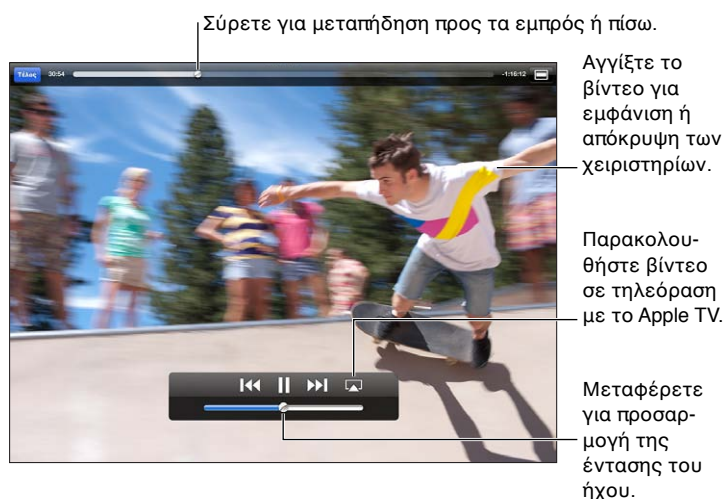 Σύρετε για μεταπήδηση προς τα εμπρός ή πίσω.
Τέλος 30:54 -1:16:12
Αγγίξτε το
βίντεο για
εμφάνιση ή
απόκρυψη των
χειριστηρίων.
Παρακολου-
θήστε βίντεο
σε τηλεόραση
με το Apple TV.
Μεταφέρετε
για προσαρ-
μογή της
έντασης του
ήχου.